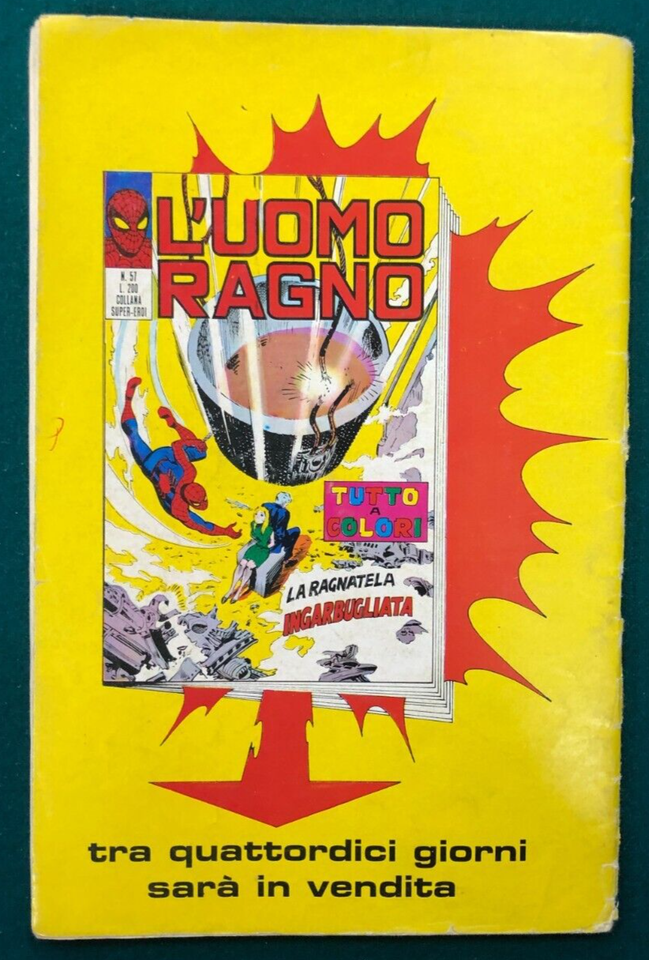 L'UOMO
RAGNO
N. 57
L. 200
COLLANA
SUPER-EROI
TUTTO
A
COLORI
LA RAGNATELA
INGARBUGLIATA
tra quattordici giorni
sarà in vendita